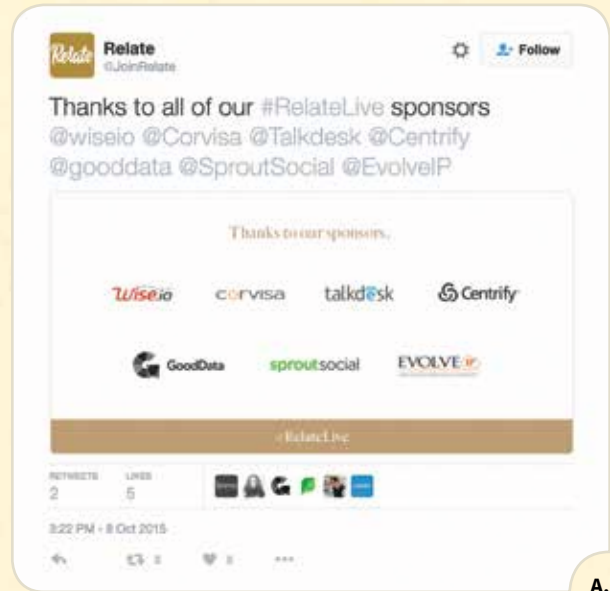 Relate
Relate
@JoinRelate
Follow
Thanks to all of our #RelateLive sponsors
@wiseio @Corvisa @Talkdesk @Centrify
@gooddata @SproutSocial @EvolveIP
Thanks to our sponsors.
Wise.io corvisa talkdesk Centrify
GoodData sproutsocial EVOLVE IP
#RelateLive
RETWEETS LIKES
2 5
3:22 PM - 8 Oct 2015
A.